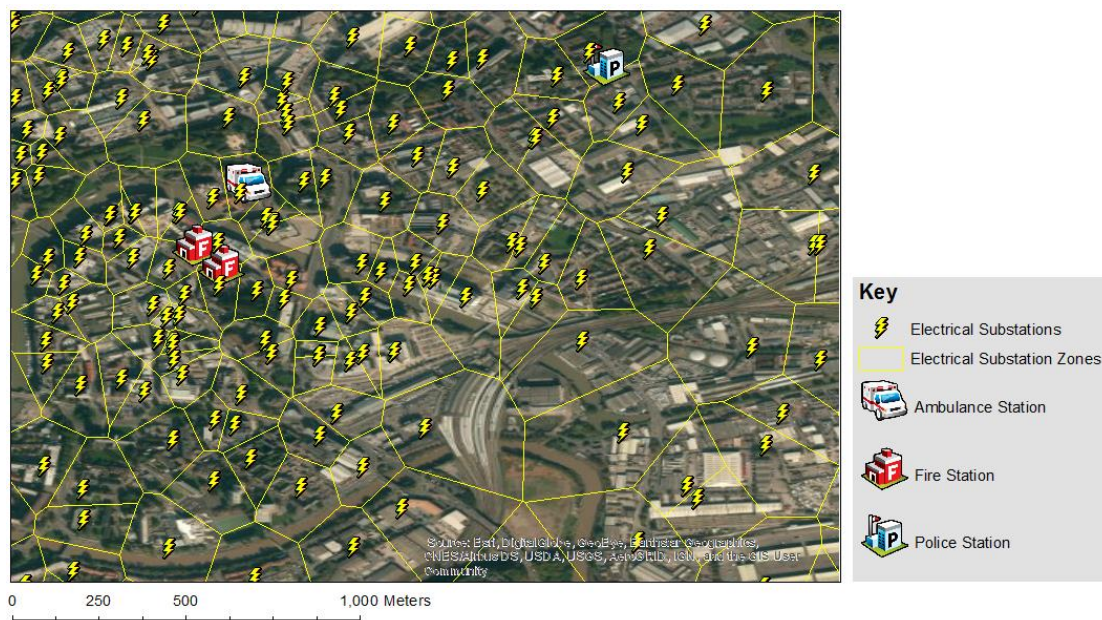 P
F
F
Source: Esri, DigitalGlobe, GeoEye, Earthstar Geographics,
CNES/Airbus DS, USDA, USGS, AeroGRID, IGN, and the GIS User
Community
Key
Electrical Substations
Electrical Substation Zones
Ambulance Station
F
Fire Station
P
Police Station
0 250 500 1,000 Meters